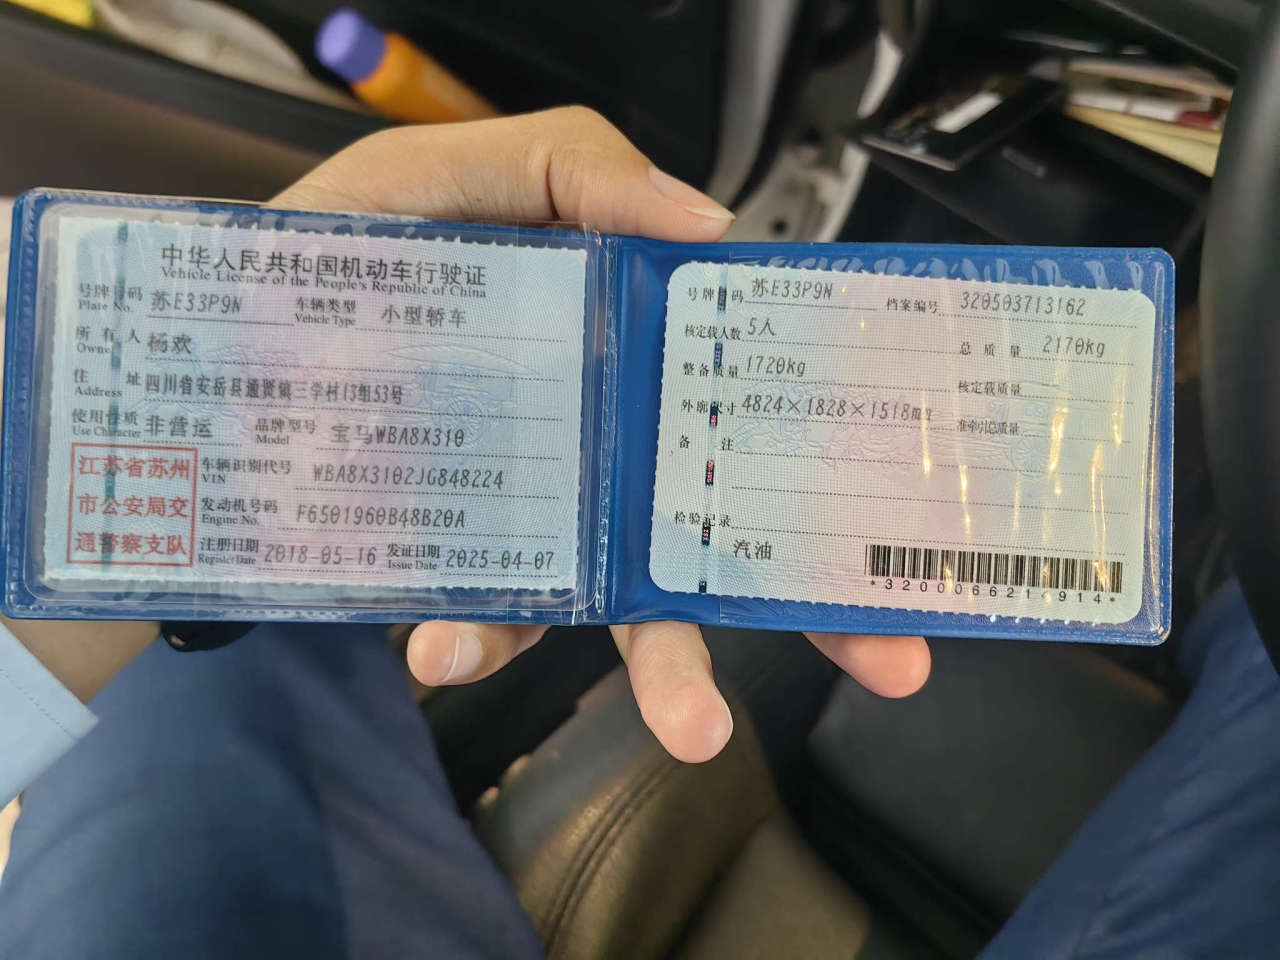 中华人民共和国机动车行驶证
Vehicle License of the People's Republic of China
号牌号码 苏E33P9N 车辆类型 小型轿车
Plate No. Vehicle Type
所有人 杨欢
Owner
住址 四川省安岳县通贤镇三学村13组53号
Address
使用性质 非营运 品牌型号 宝马WBA8X310
Use Character Model
江苏省苏州
市公安局交
通警察支队
车辆识别代号 WBA8X3102JG848224
VIN
发动机号码 F6501960B48B20A
Engine No.
注册日期 2018-05-16 发证日期 2025-04-07
Register Date Issue Date
号牌号码 苏E33P9N 档案编号 320503713162
核定载人数 5人 总质量 2170kg
整备质量 1720kg 核定载质量
外廓尺寸 4824×1828×1518mm 准牵引总质量
备注
检验记录
汽油